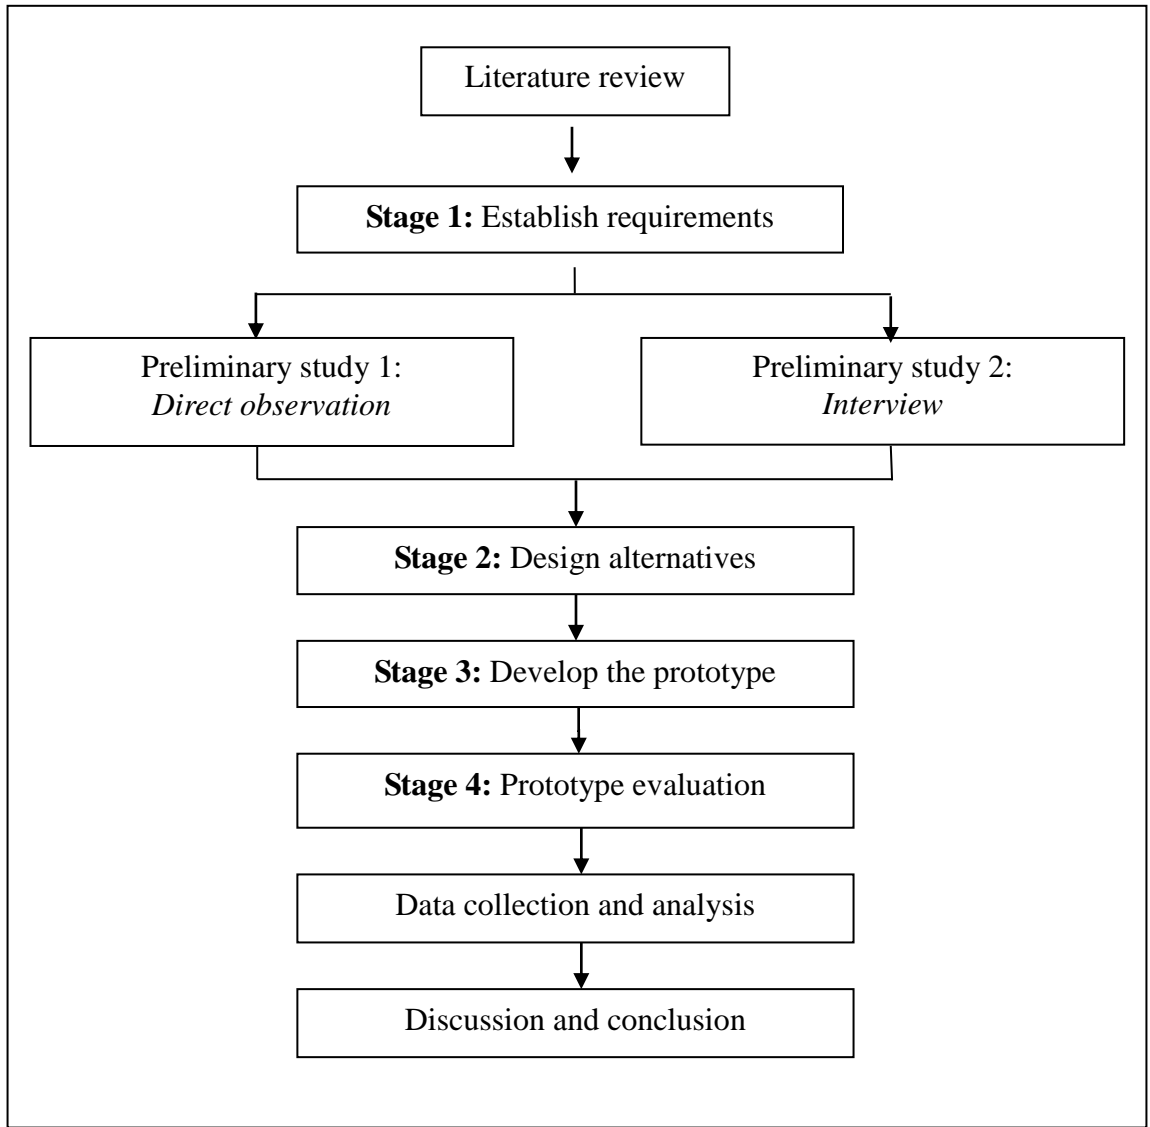 Literature review
Stage 1: Establish requirements
Preliminary study 1:
Direct observation
Preliminary study 2:
Interview
Stage 2: Design alternatives
Stage 3: Develop the prototype
Stage 4: Prototype evaluation
Data collection and analysis
Discussion and conclusion